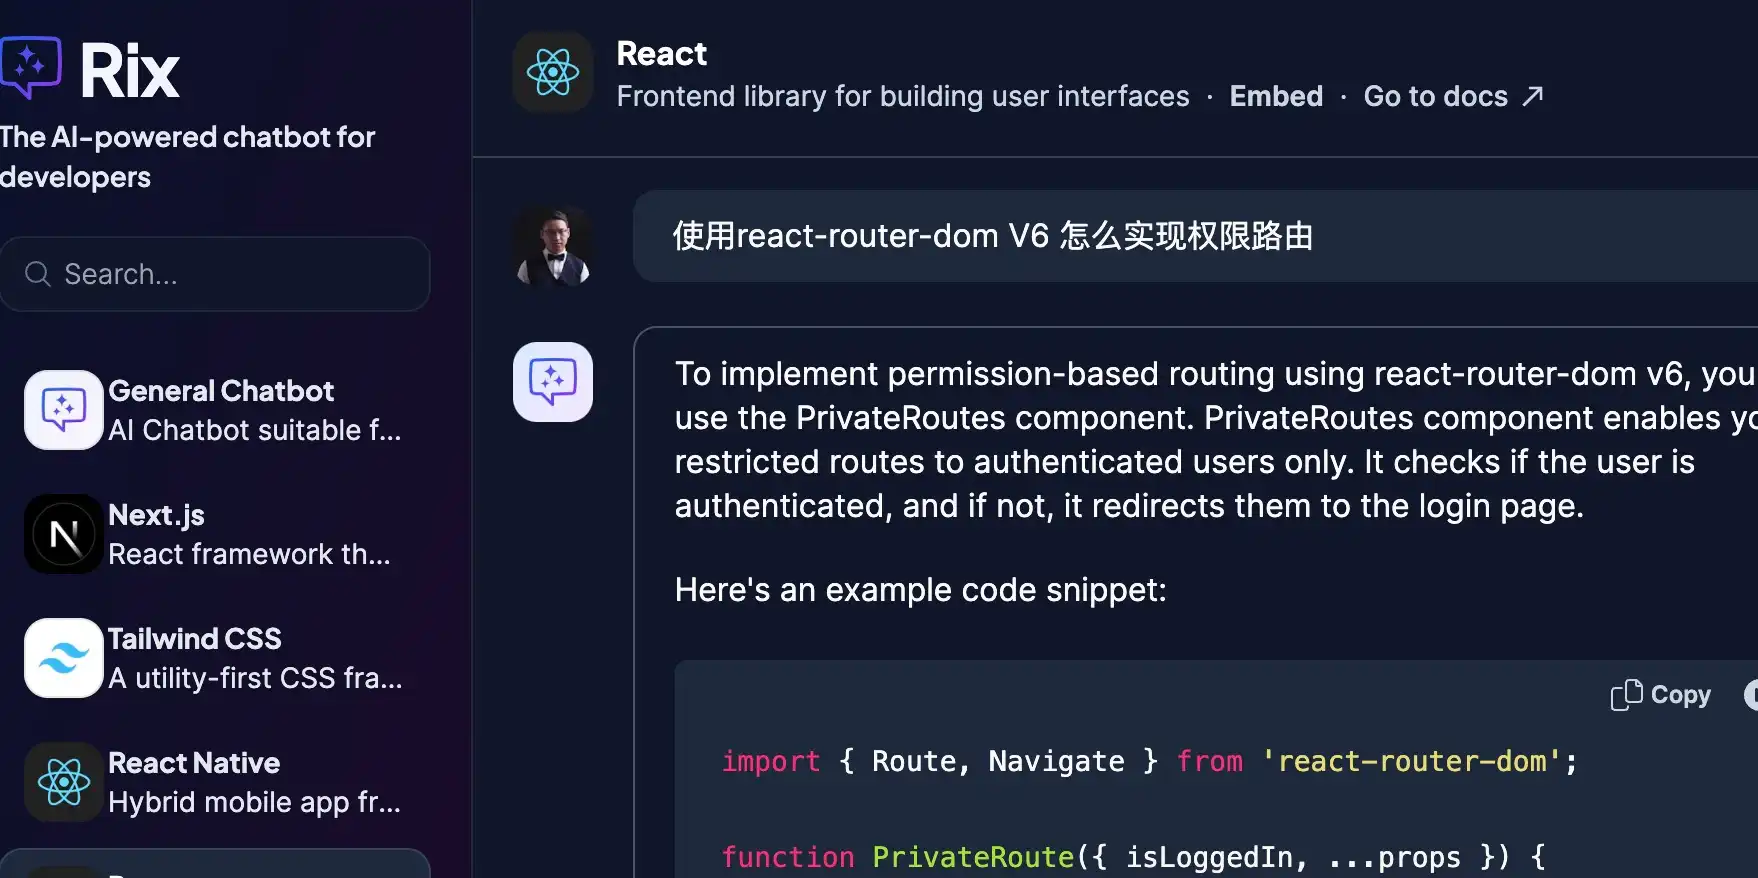 Rix
The AI-powered chatbot for
developers
Search...
General Chatbot
AI Chatbot suitable f...
Next.js
React framework th...
Tailwind CSS
A utility-first CSS fra...
React Native
Hybrid mobile app fr...
React
Frontend library for building user interfaces · Embed · Go to docs ↗
使用react-router-dom V6 怎么实现权限路由
To implement permission-based routing using react-router-dom v6, you
use the PrivateRoutes component. PrivateRoutes component enables
restricted routes to authenticated users only. It checks if the user is
authenticated, and if not, it redirects them to the login page.
Here's an example code snippet:
Copy
import { Route, Navigate } from 'react-router-dom';
function PrivateRoute({ isLoggedIn, ...props }) {